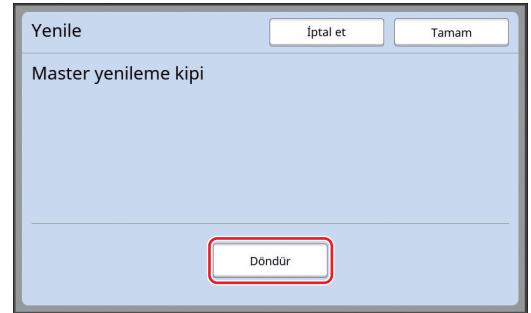 Yenile
İptal et
Tamam
Master yenileme kipi
Döndür